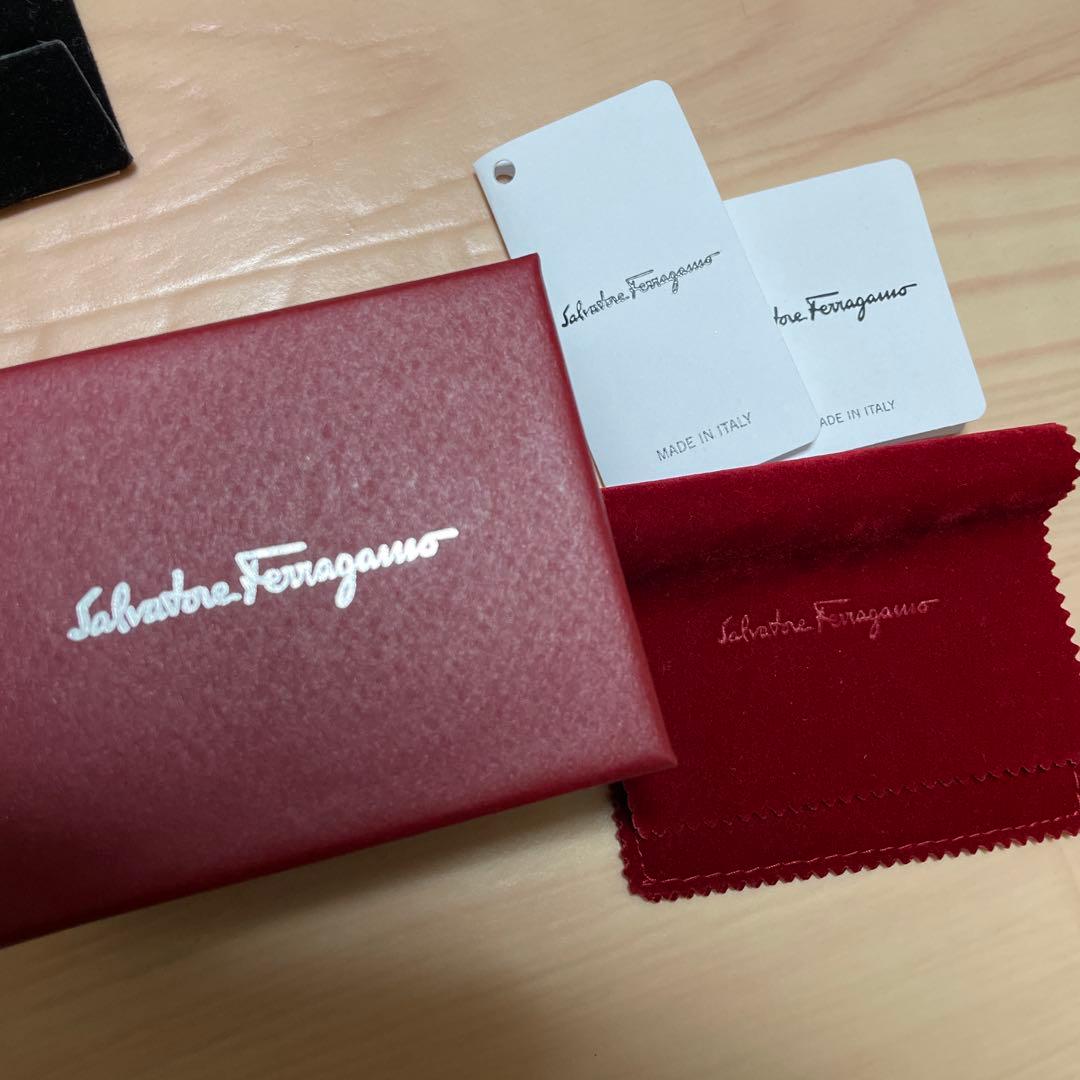 Salvatore Ferragamo
MADE IN ITALY
tore Ferragamo
ADE IN ITALY
Salvatore Ferragamo
Salvatore Ferragamo